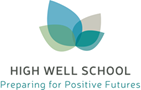 HIGH WELL SCHOOL
Preparing for Positive Futures